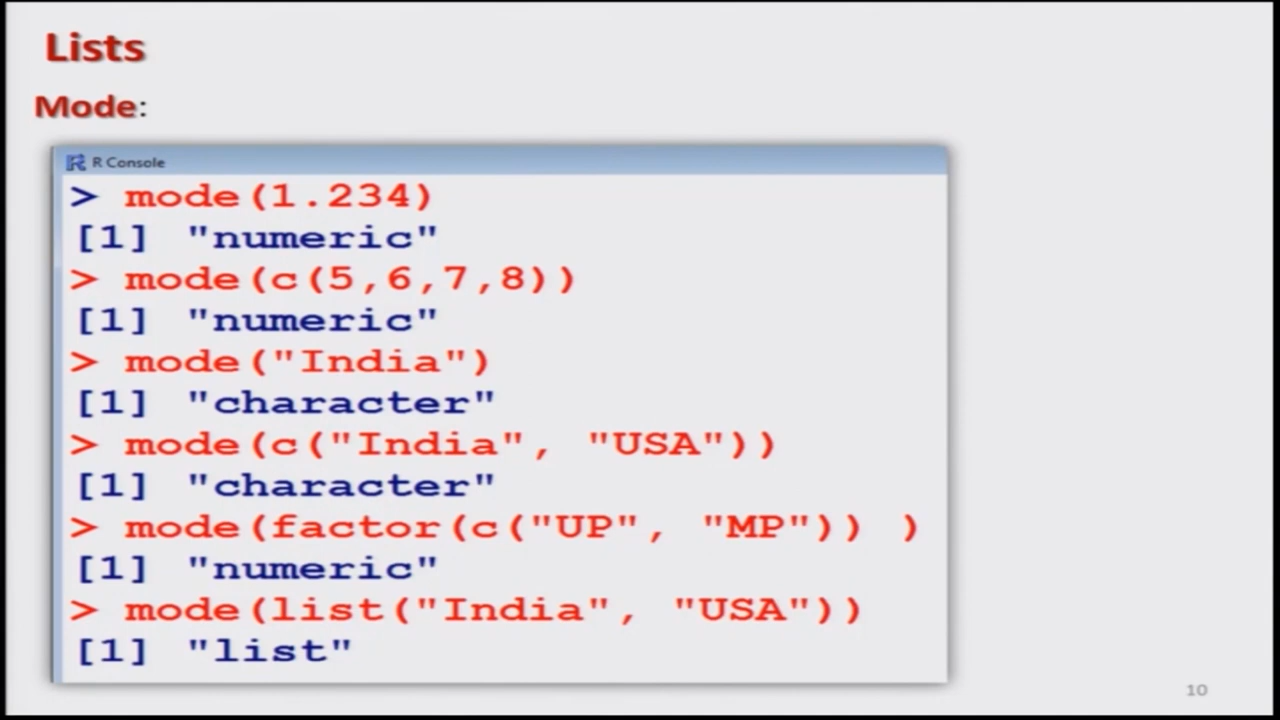 Lists
Mode:
R Console
> mode(1.234)
[1] "numeric"
> mode(c(5,6,7,8))
[1] "numeric"
> mode("India")
[1] "character"
> mode(c("India", "USA"))
[1] "character"
> mode(factor(c("UP", "MP")) )
[1] "numeric"
> mode(list("India", "USA"))
[1] "list"
10